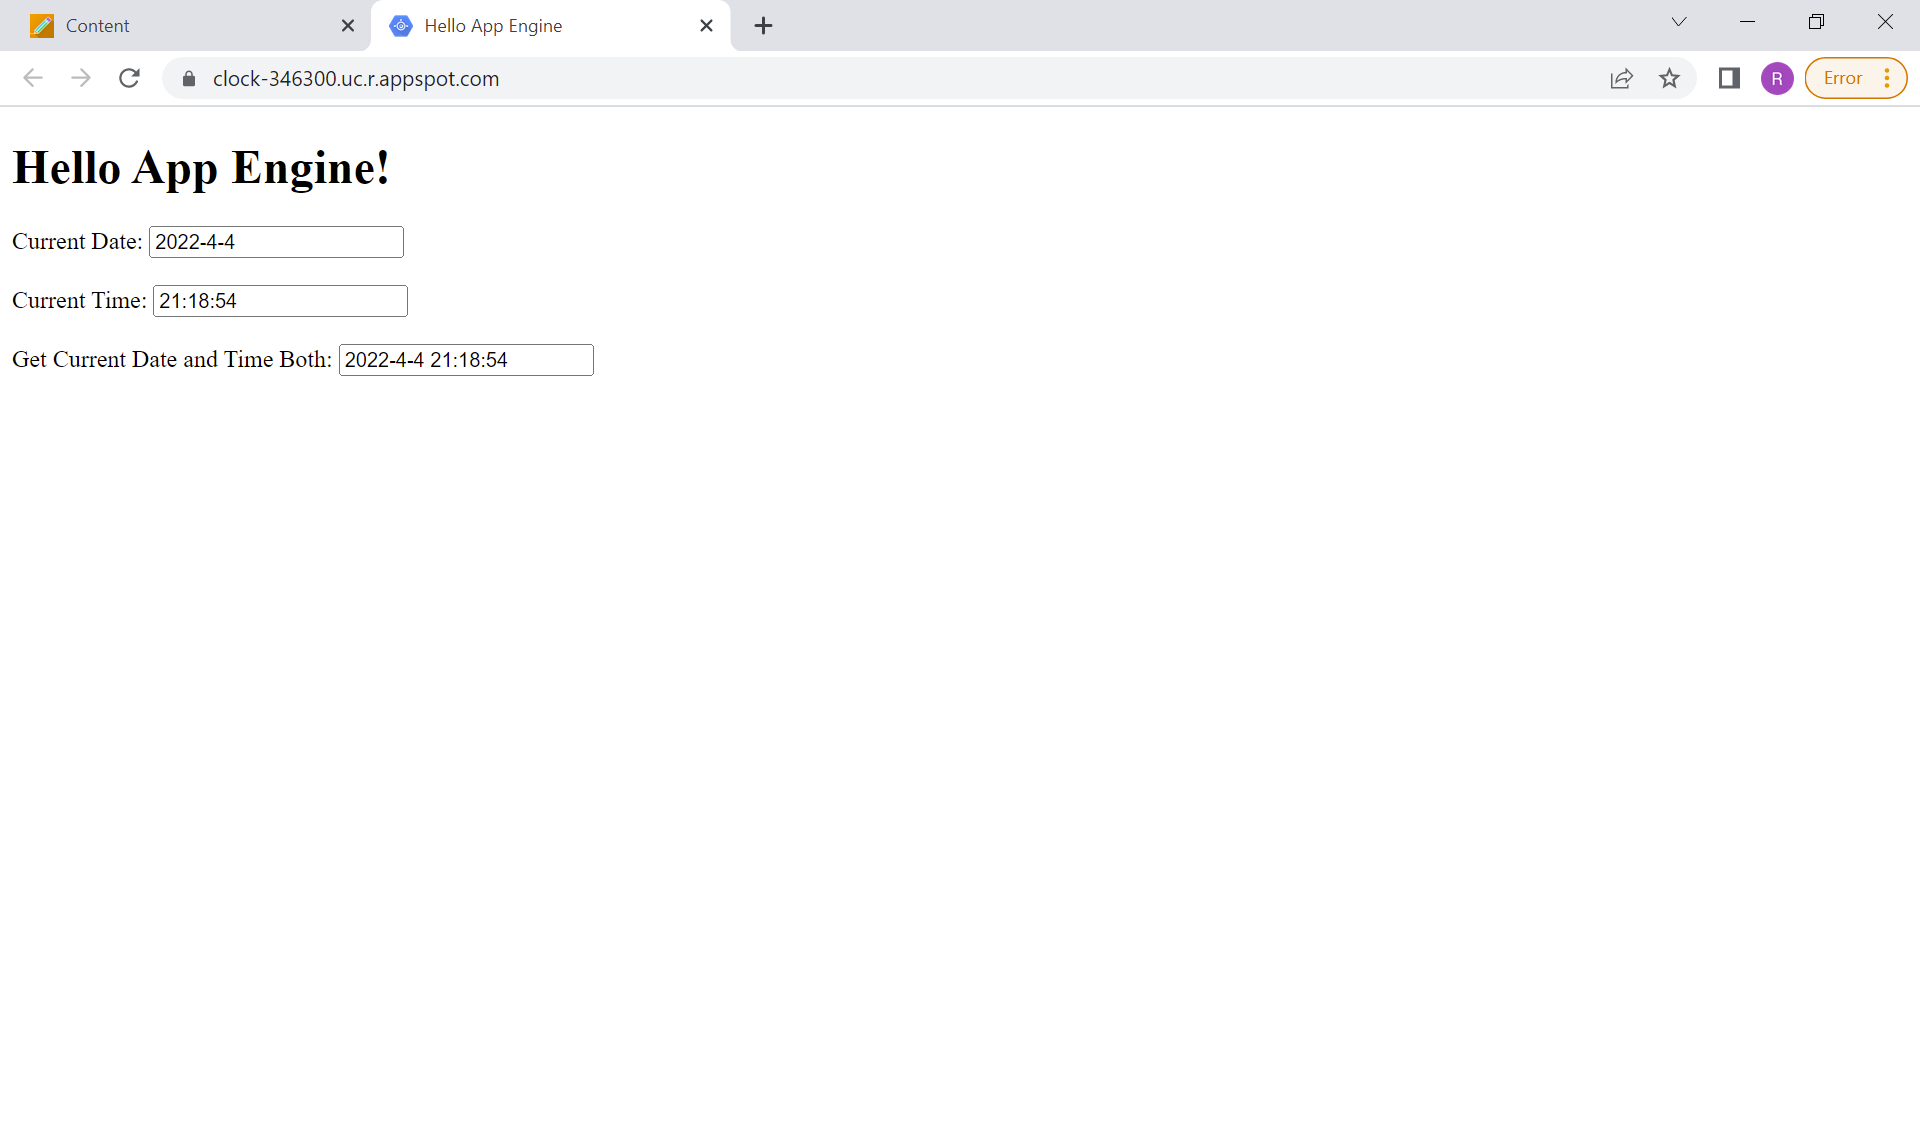 Content
Hello App Engine
clock-346300.uc.r.appspot.com
R
Error
Hello App Engine!
Current Date: 2022-4-4
Current Time: 21:18:54
Get Current Date and Time Both: 2022-4-4 21:18:54